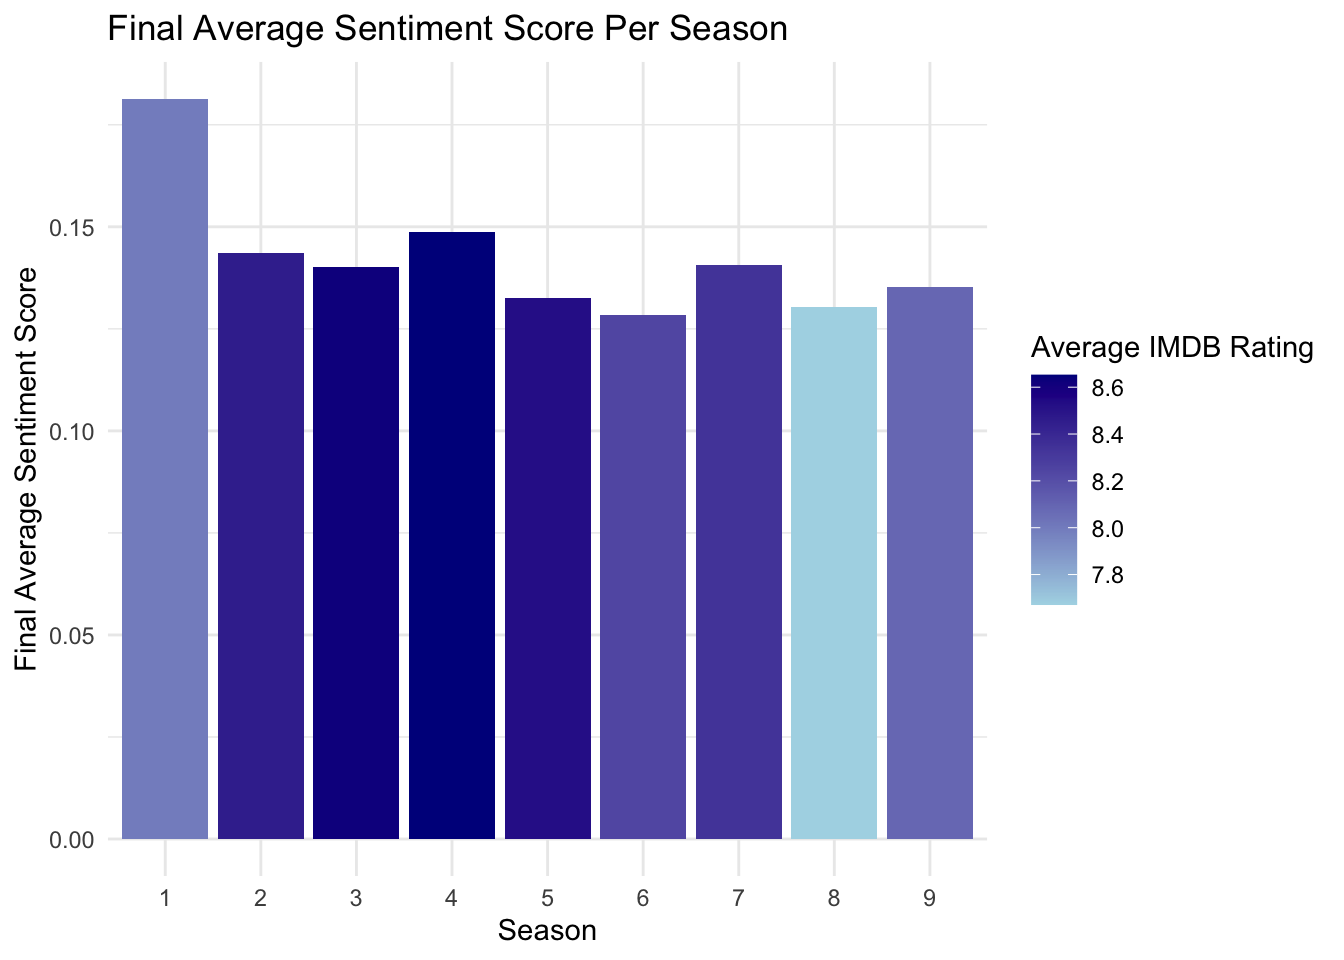 Final Average Sentiment Score Per Season
Final Average Sentiment Score
0.15
0.10
0.05
0.00
1 2 3 4 5 6 7 8 9
Season
Average IMDB Rating
8.6
8.4
8.2
8.0
7.8